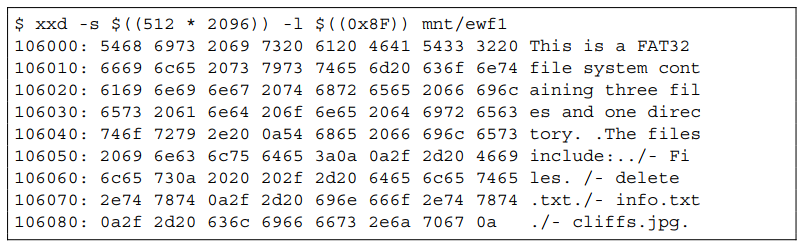 $ xxd -s $((512 * 2096)) -l $((0x8F)) mnt/ewf1
106000: 5468 6973 2069 7320 6120 4641 5433 3220 This is a FAT32
106010: 6669 6c65 2073 7973 7465 6d20 636f 6e74 file system cont
106020: 6169 6e69 6e67 2074 6872 6565 2066 696c aining three fil
106030: 6573 2061 6e64 206f 6e65 2064 6972 6563 es and one direc
106040: 746f 7279 2e20 0a54 6865 2066 696c 6573 tory. .The files
106050: 2069 6e63 6c75 6465 3a0a 0a2f 2d20 4669 include:../- Fi
106060: 6c65 730a 2020 202f 2d20 6465 6c65 7465 les. /- delete
106070: 2e74 7874 0a2f 2d20 696e 666f 2e74 7874 .txt./- info.txt
106080: 0a2f 2d20 636c 6966 6673 2e6a 7067 0a ./- cliffs.jpg.